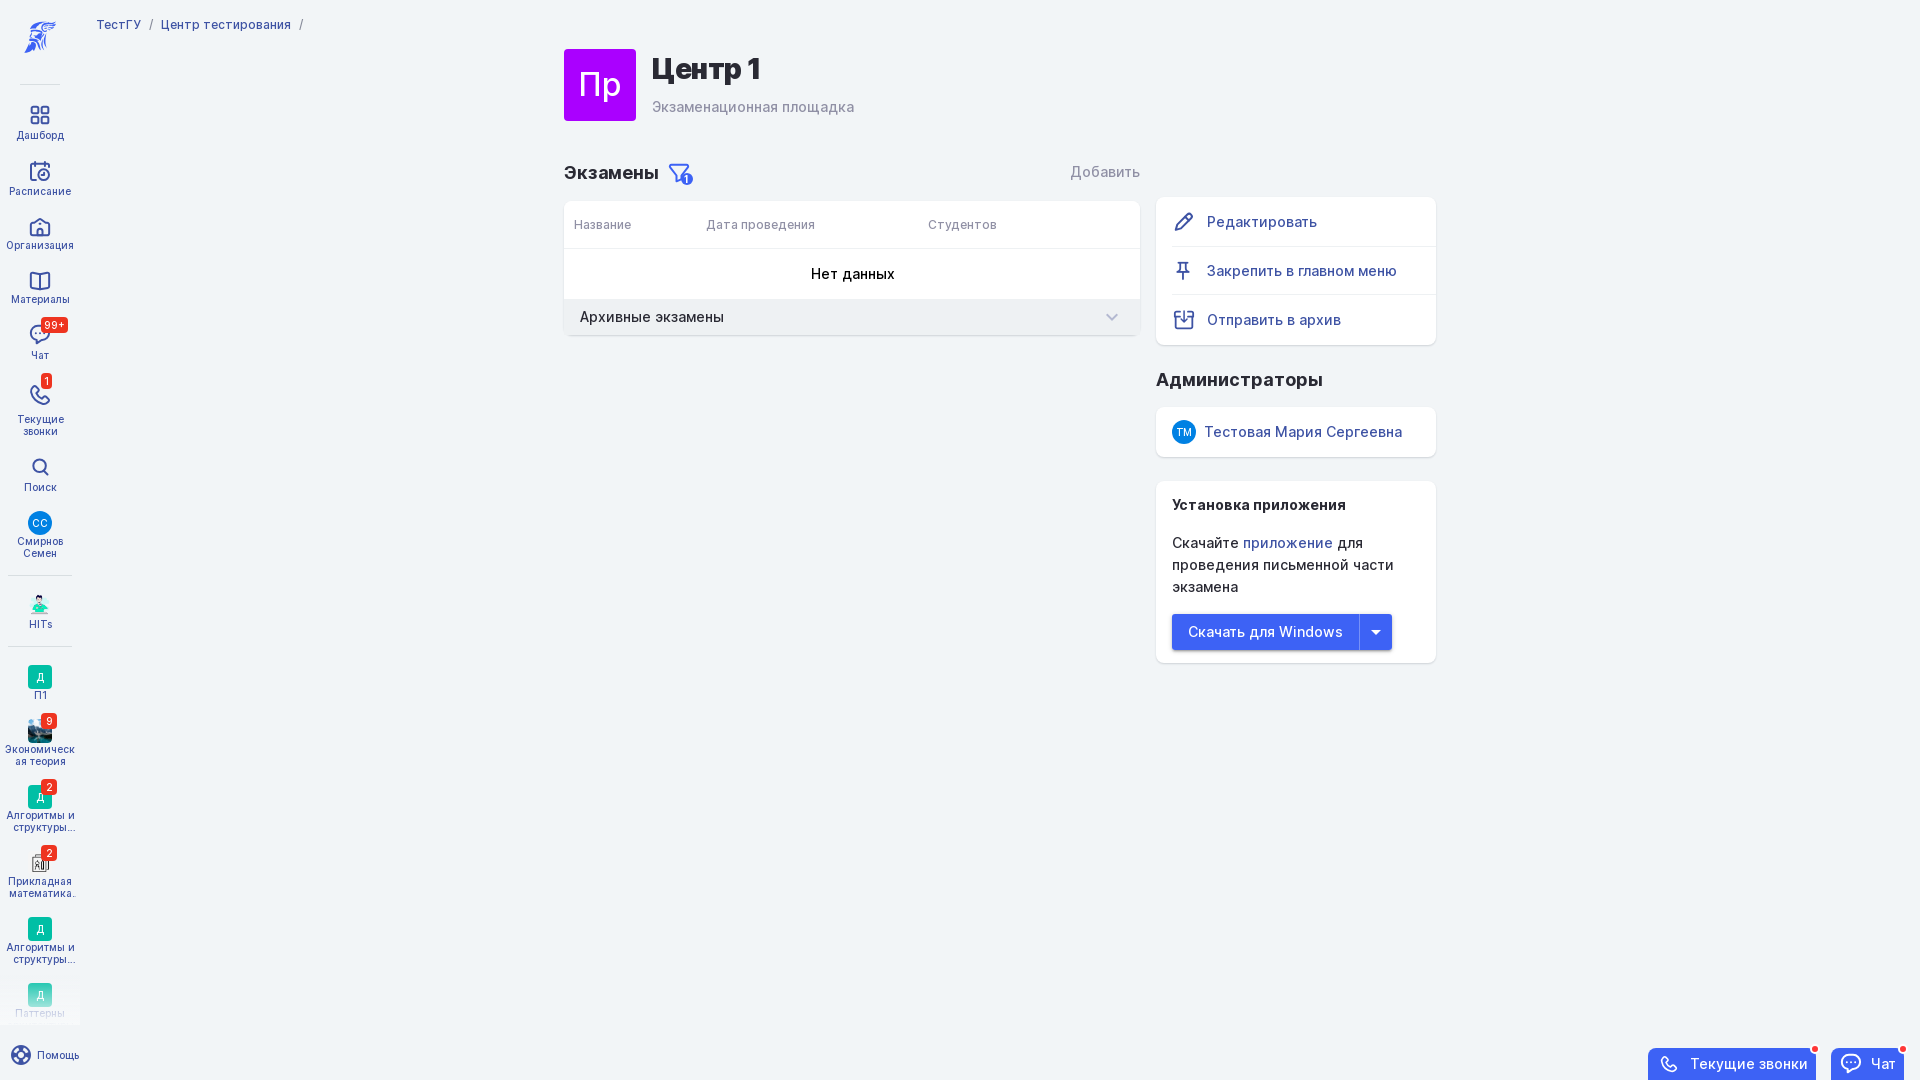 ТестГУ / Центр тестирования /
Пр
Центр 1
Экзаменационная площадка
Дашборд
Расписание
Организация
Материалы
99+
Чат
1
Текущие
звонки
Поиск
СС
Смирнов
Семен
HITs
Д
П1
9
Экономическ
ая теория
2
Д
Алгоритмы и
структуры...
2
Прикладная
математика..
Д
Алгоритмы и
структуры...
Д
Паттерны
Помощь
Экзамены
1
Добавить
Название Дата проведения Студентов
Нет данных
Архивные экзамены
Редактировать
Закрепить в главном меню
Отправить в архив
Администраторы
ТМ Тестовая Мария Сергеевна
Установка приложения
Скачайте приложение для
проведения письменной части
экзамена
Скачать для Windows
Текущие звонки
Чат